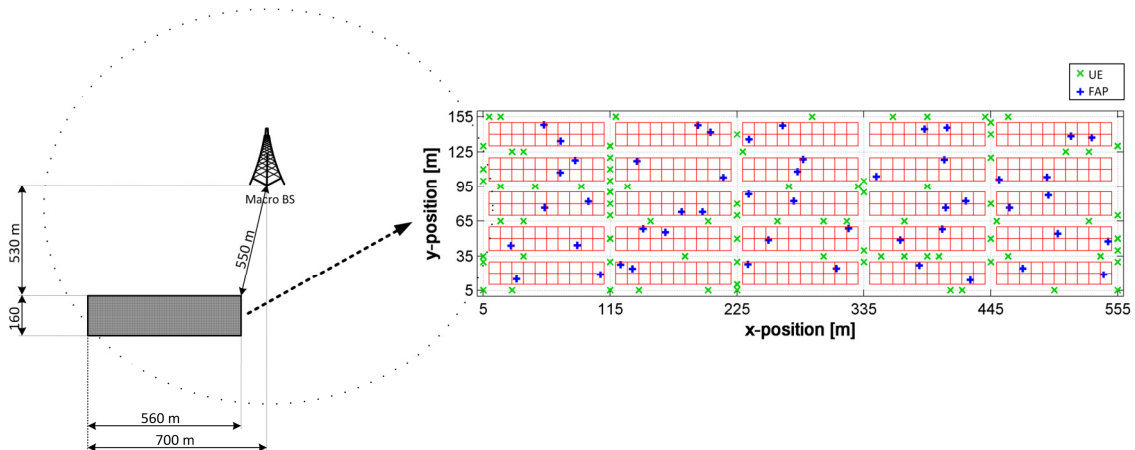 Macro BS
530 m
550 m
160
560 m
700 m
UE
FAP
155
125
95
65
35
5
y-position [m]
5 115 225 335 445 555
x-position [m]